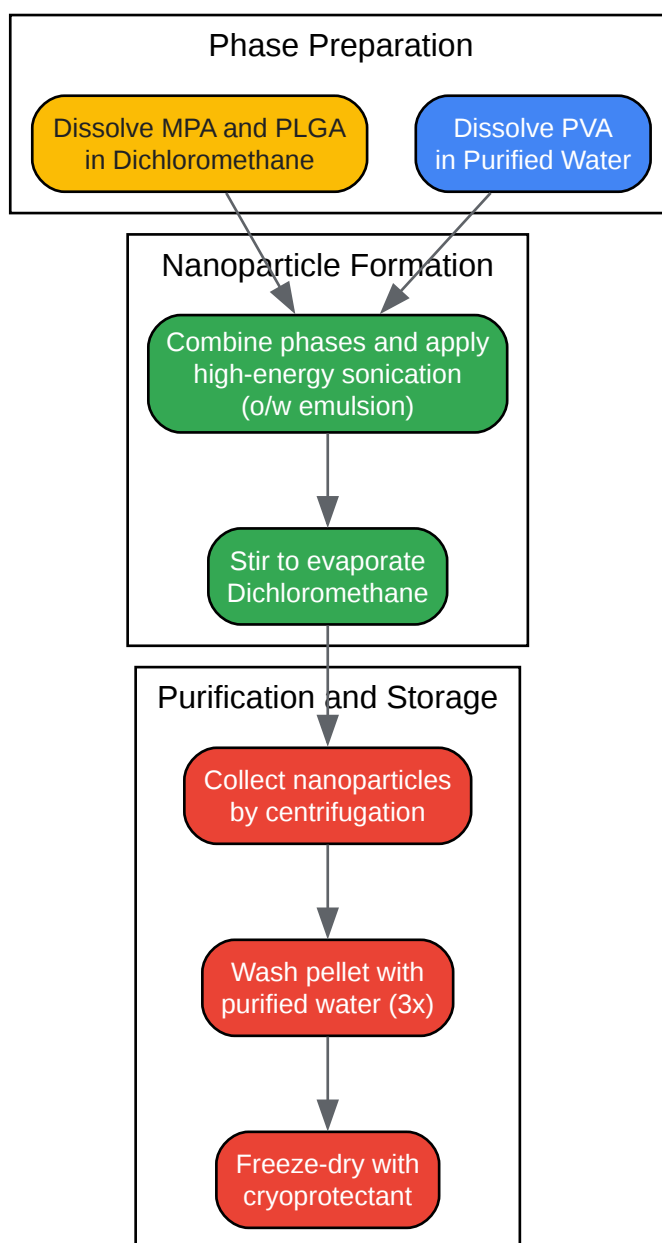 Phase Preparation
Dissolve MPA and PLGA
in Dichloromethane
Dissolve PVA
in Purified Water
Nanoparticle Formation
Combine phases and apply
high-energy sonication
(o/w emulsion)
Stir to evaporate
Dichloromethane
Purification and Storage
Collect nanoparticles
by centrifugation
Wash pellet with
purified water (3x)
Freeze-dry with
cryoprotectant